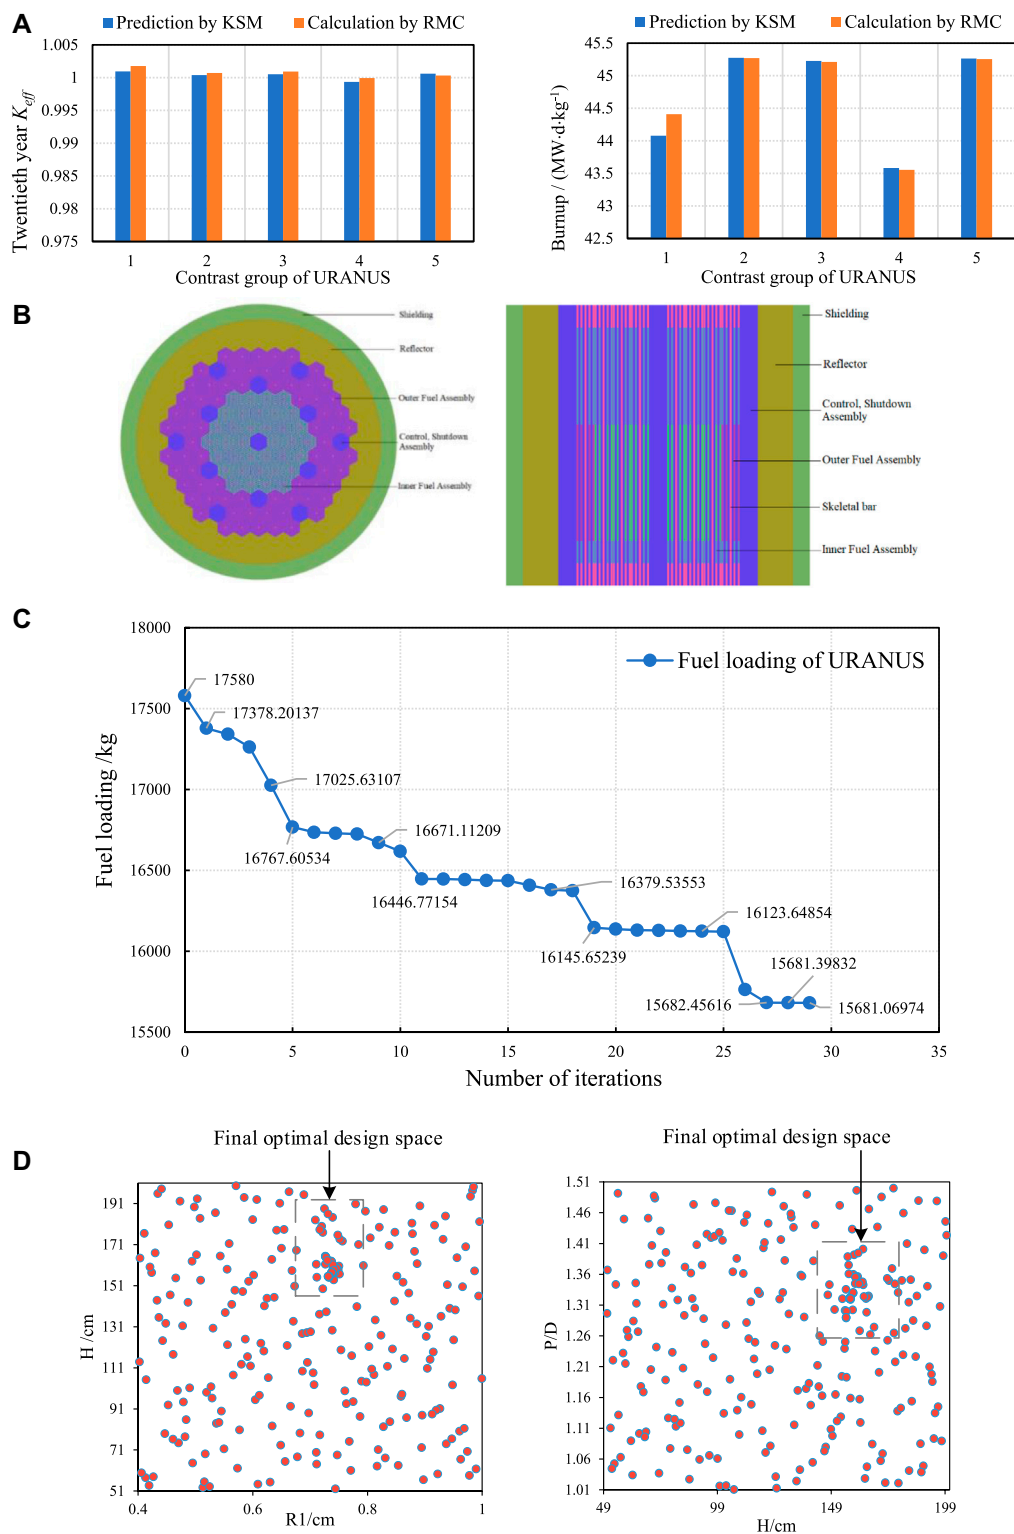 A
Prediction by KSM
Calculation by RMC
1.005
1
0.995
0.99
0.985
0.98
0.975
Twentieth year Keff
1 2 3 4 5
Contrast group of URANUS
Prediction by KSM
Calculation by RMC
45.5
45
44.5
44
43.5
43
42.5
Burnup / (MW·d·kg⁻¹)
1 2 3 4 5
Contrast group of URANUS
B
Shielding
Reflector
Outer Fuel Assembly
Control, Shutdown
Assembly
Inner Fuel Assembly
Shielding
Reflector
Control, Shutdown
Assembly
Outer Fuel Assembly
Skeletal bar
Inner Fuel Assembly
C
18000
17500
17000
16500
16000
15500
Fuel loading /kg
Fuel loading of URANUS
17580
17378.20137
17025.63107
16767.60534
16671.11209
16446.77154
16379.53553
16145.65239
16123.64854
15682.45616
15681.39832
15681.06974
0 5 10 15 20 25 30 35
Number of iterations
D
Final optimal design space
191
171
151
131
111
91
71
51
H /cm
0.4 0.6 0.8 1
R1/cm
Final optimal design space
1.51
1.46
1.41
1.36
1.31
1.26
1.21
1.16
1.11
1.06
1.01
P/D
49 99 149 199
H/cm